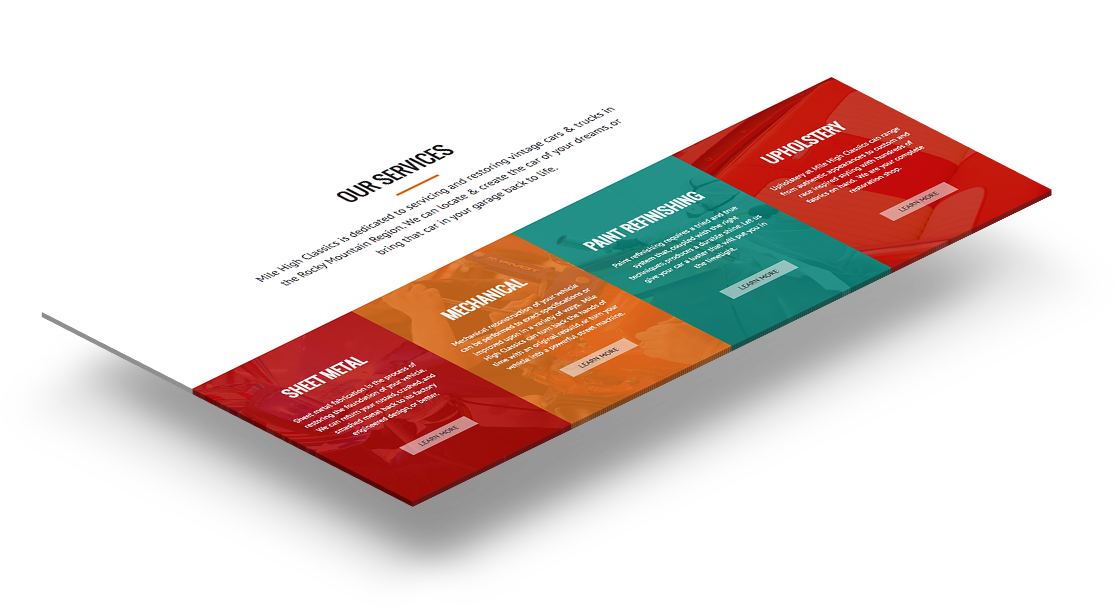 OUR SERVICES
Mile High Classics is dedicated to servicing and restoring vintage cars & trucks in
the Rocky Mountain Region. We can locate & create the car of your dreams, or
bring that car in your garage back to life.
SHEET METAL
Sheet metal fabrication is the process of
restoring the foundation of your vehicle.
We can return your rusted, crashed, and
smashed metal back to its factory
engineered design, or better.
LEARN MORE
MECHANICAL
Mechanical reconstruction of your vehicle
can be performed to exact specifications or
improved upon in a variety of ways. Mile
High Classics can turn back the hands of
time with an original rebuild, or turn your
vehicle into a powerful street machine.
LEARN MORE
PAINT REFINISHING
Paint refinishing requires a tried and true
system that, coupled with the right
techniques, produces a durable shine. Let us
give your car a luster that will put you in
the limelight.
LEARN MORE
UPHOLSTERY
Upholstery at Mile High Classics can range
from authentic appearances to custom and
race inspired styling with hundreds of
fabrics on hand. We are your complete
restoration shop.
LEARN MORE